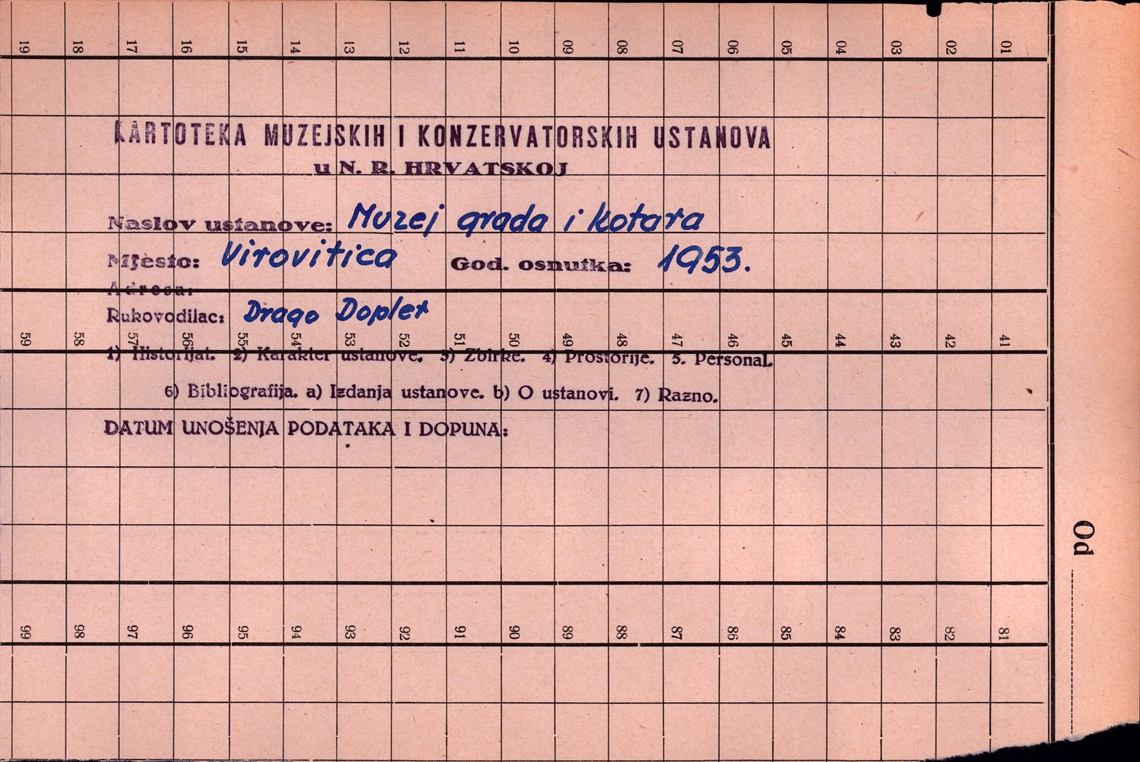 19 18 17 16 15 14 13 12 11 10 09 08 07 06 05 04 03 02 01
KARTOTEKA MUZEJSKIH I KONZERVATORSKIH USTANOVA
u N. R. HRVATSKOJ
Naslov ustanove: Muzej grada i kotara
Mjesto: Virovitica God. osnutka: 1953.
Adresa:
Rukovodilac: Drago Dopler
59 58 57 56 55 54 53 52 51 50 49 48 47 46 45 44 43 42 41
1) Historijat. 2) Karakter ustanove. 3) Zbirke. 4) Prostorije. 5. Personal.
6) Bibliografija. a) Izdanja ustanove. b) O ustanovi. 7) Razno.
DATUM UNOŠENJA PODATAKA I DOPUNA:
Od
99 98 97 96 95 94 93 92 91 90 89 88 87 86 85 84 83 82 81